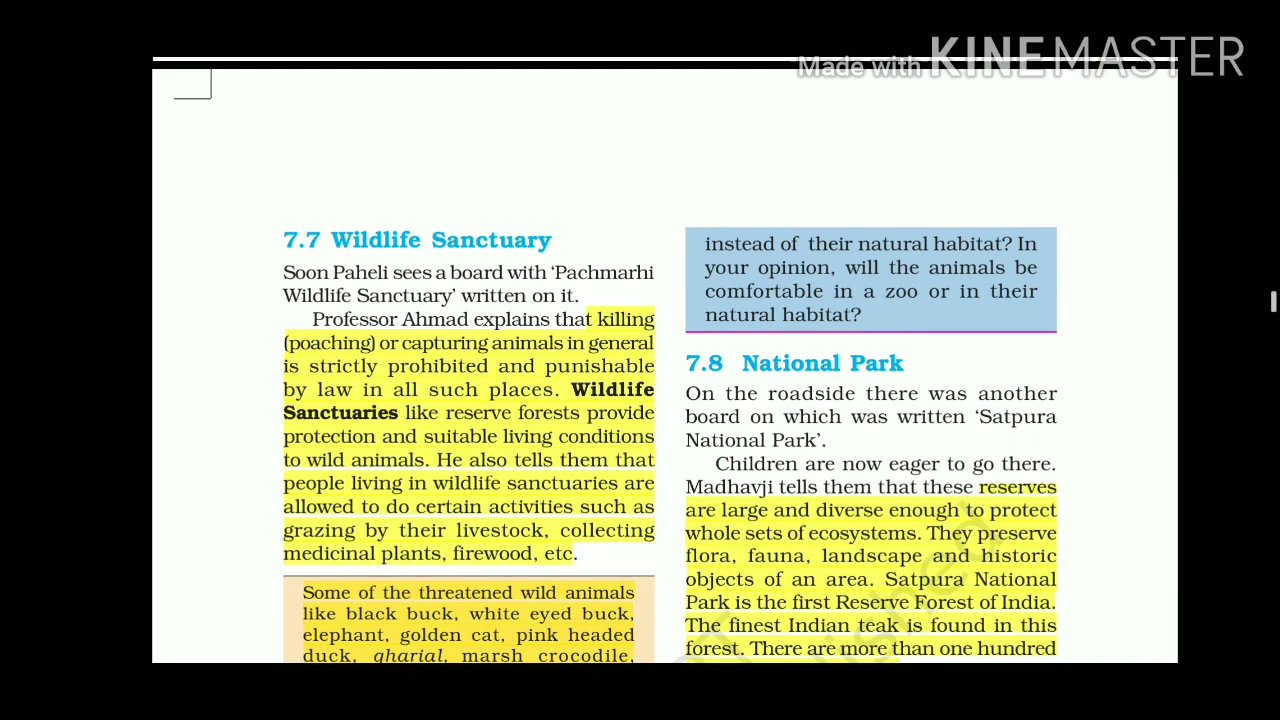 Made with KINEMASTER
7.7 Wildlife Sanctuary
Soon Paheli sees a board with ‘Pachmarhi
Wildlife Sanctuary’ written on it.
Professor Ahmad explains that killing
(poaching) or capturing animals in general
is strictly prohibited and punishable
by law in all such places. Wildlife
Sanctuaries like reserve forests provide
protection and suitable living conditions
to wild animals. He also tells them that
people living in wildlife sanctuaries are
allowed to do certain activities such as
grazing by their livestock, collecting
medicinal plants, firewood, etc.
Some of the threatened wild animals
like black buck, white eyed buck,
elephant, golden cat, pink headed
duck, gharial, marsh crocodile,
instead of their natural habitat? In
your opinion, will the animals be
comfortable in a zoo or in their
natural habitat?
7.8 National Park
On the roadside there was another
board on which was written ‘Satpura
National Park’.
Children are now eager to go there.
Madhavji tells them that these reserves
are large and diverse enough to protect
whole sets of ecosystems. They preserve
flora, fauna, landscape and historic
objects of an area. Satpura National
Park is the first Reserve Forest of India.
The finest Indian teak is found in this
forest. There are more than one hundred